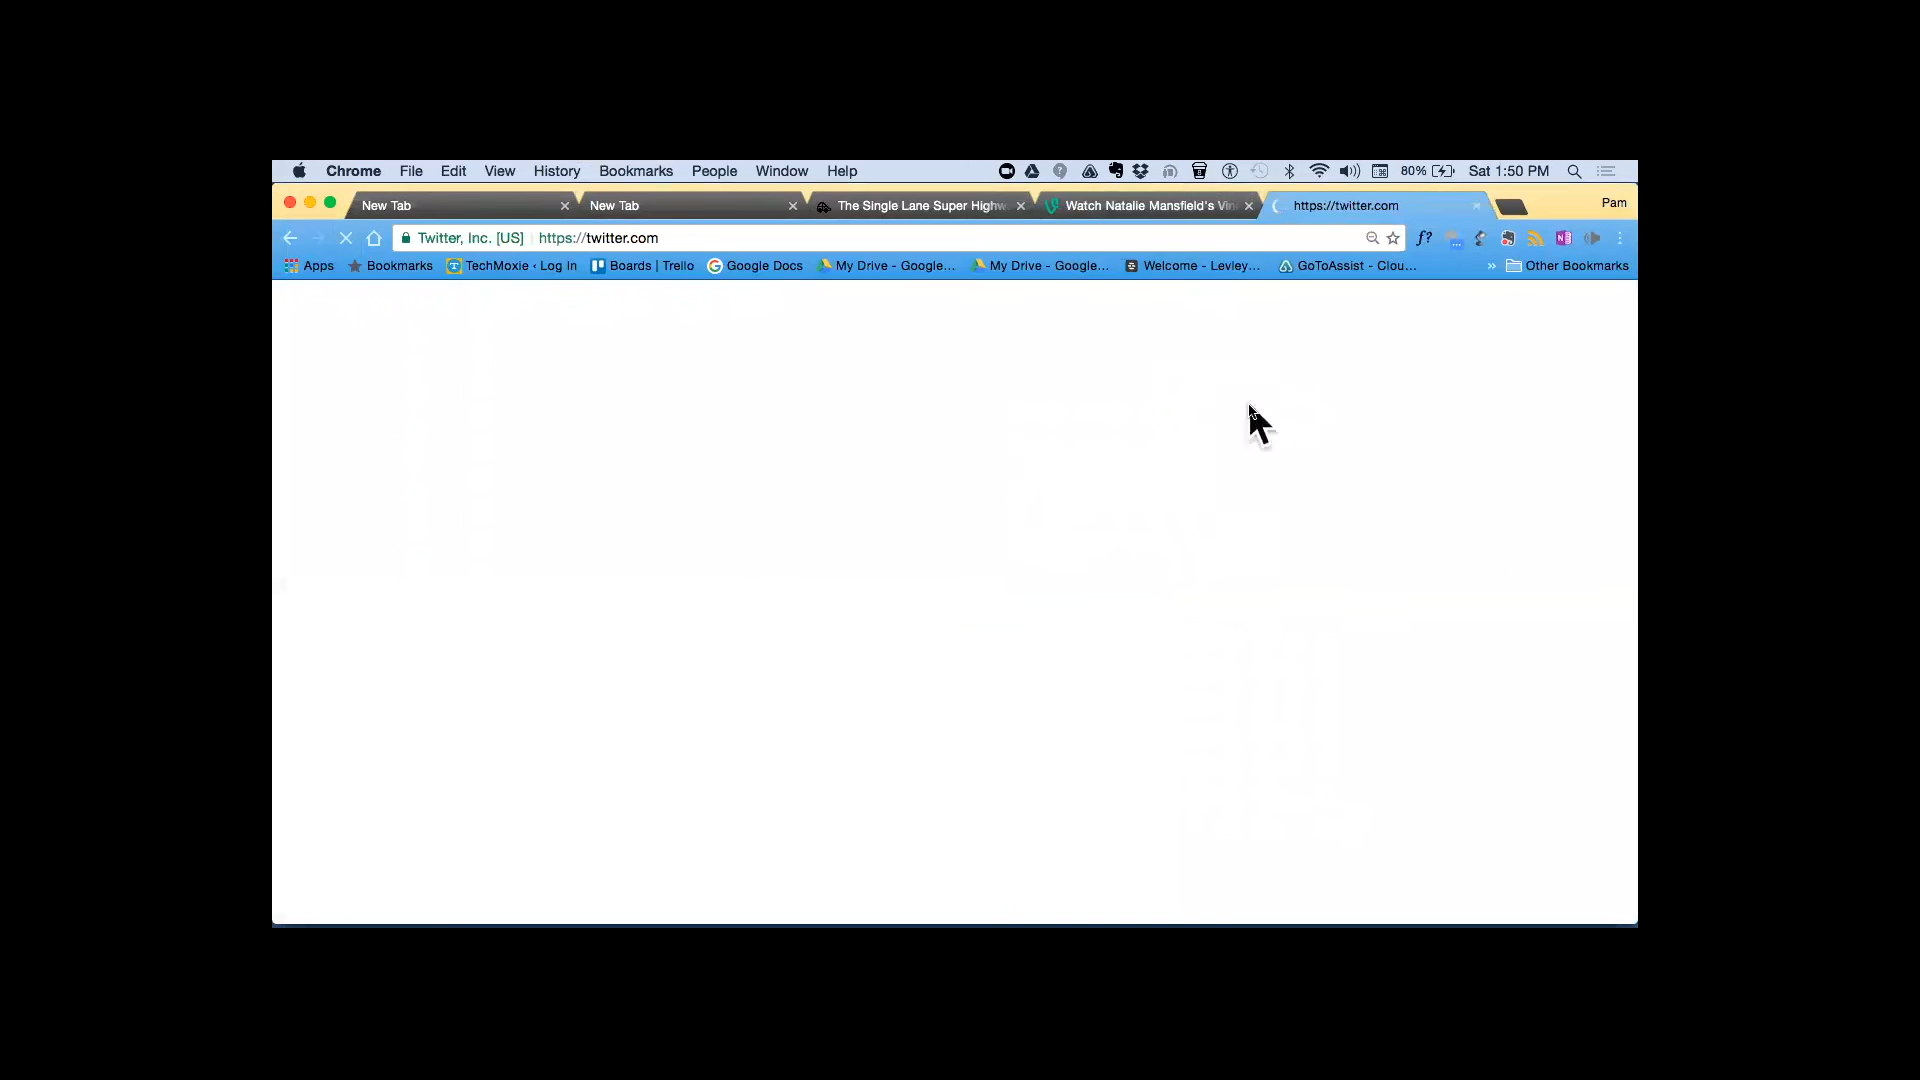 Chrome File Edit View History Bookmarks People Window Help 80% Sat 1:50 PM
New Tab New Tab The Single Lane Super Highw Watch Natalie Mansfield's Vin https://twitter.com Pam
Twitter, Inc. [US] https://twitter.com f?
Apps Bookmarks TechMoxie ‹ Log In Boards | Trello Google Docs My Drive - Google... My Drive - Google... Welcome - Levley... GoToAssist - Clou... » Other Bookmarks